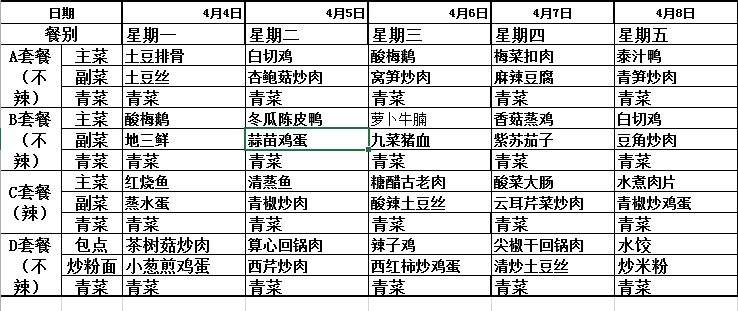 日期 4月4日 4月5日 4月6日 4月7日 4月8日
餐别 星期一 星期二 星期三 星期四 星期五
A套餐（不辣） 主菜 土豆排骨 白切鸡 酸梅鹅 梅菜扣肉 泰汁鸭
副菜 土豆丝 杏鲍菇炒肉 窝笋炒肉 麻辣豆腐 青笋炒肉
青菜 青菜 青菜 青菜 青菜 青菜
B套餐（不辣） 主菜 酸梅鹅 冬瓜陈皮鸭 萝卜牛腩 香菇蒸鸡 白切鸡
副菜 地三鲜 蒜苗鸡蛋 九菜猪血 紫苏茄子 豆角炒肉
青菜 青菜 青菜 青菜 青菜 青菜
C套餐（辣） 主菜 红烧鱼 清蒸鱼 糖醋古老肉 酸菜大肠 水煮肉片
副菜 蒸水蛋 青椒炒肉 酸辣土豆丝 云耳芹菜炒肉 青椒炒鸡蛋
青菜 青菜 青菜 青菜 青菜 青菜
D套餐（不辣） 包点 茶树菇炒肉 算心回锅肉 辣子鸡 尖椒干回锅肉 水饺
炒粉面 小葱煎鸡蛋 西芹炒肉 西红柿炒鸡蛋 清炒土豆丝 炒米粉
青菜 青菜 青菜 青菜 青菜 青菜